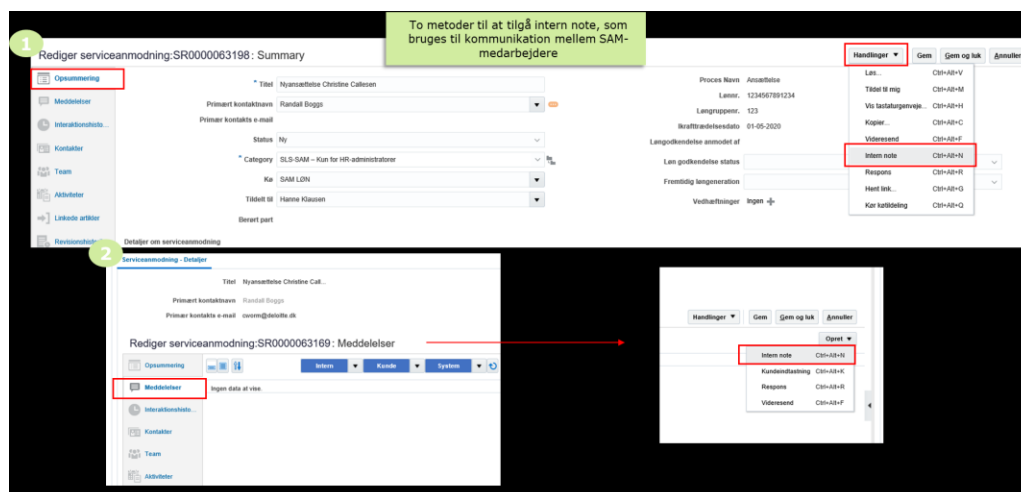 To metoder til at tilgå intern note, som
bruges til kommunikation mellem SAM-
medarbejdere
1
Rediger serviceanmodning:SR0000063198: Summary
Handlinger
Gem
Gem og luk
Annuller
Opsummering
Meddelelser
Interaktionshisto...
Kontakter
Team
Aktiviteter
Linkede artikler
* Titel Nyansættelse Christine Callesen
Primært kontaktnavn Randall Boggs
Primær kontakts e-mail
Status Ny
* Category SLS-SAM – Kun for HR-administratorer
Kø SAM LØN
Tildelt til Hanne Klausen
Berørt part
Detaljer om serviceanmodning
Proces Navn Ansættelse
Lønnr. 1234567891234
Løngruppenr. 123
Ikrafttrædelsesdato 01-05-2020
Løngodkendelse anmodet af
Løn godkendelse status
Fremtidig løngeneration
Vedhæftninger Ingen
Løs... Ctrl+Alt+V
Tildel til mig Ctrl+Alt+M
Vis tastaturgenveje... Ctrl+Alt+H
Kopier... Ctrl+Alt+C
Videresend Ctrl+Alt+F
Intern note Ctrl+Alt+N
Respons Ctrl+Alt+R
Hent link... Ctrl+Alt+G
Kør køtildeling Ctrl+Alt+Q
2
Serviceanmodning - Detaljer
Titel Nyansættelse Christine Call...
Primært kontaktnavn Randall Boggs
Primær kontakts e-mail cvorm@deloitte.dk
Rediger serviceanmodning:SR0000063169: Meddelelser
Opsummering
Meddelelser
Interaktionshisto...
Kontakter
Team
Aktiviteter
Intern
Kunde
System
Ingen data at vise.
Handlinger
Gem
Gem og luk
Annuller
Opret
Intern note Ctrl+Alt+N
Kundeindtastning Ctrl+Alt+K
Respons Ctrl+Alt+R
Videresend Ctrl+Alt+F